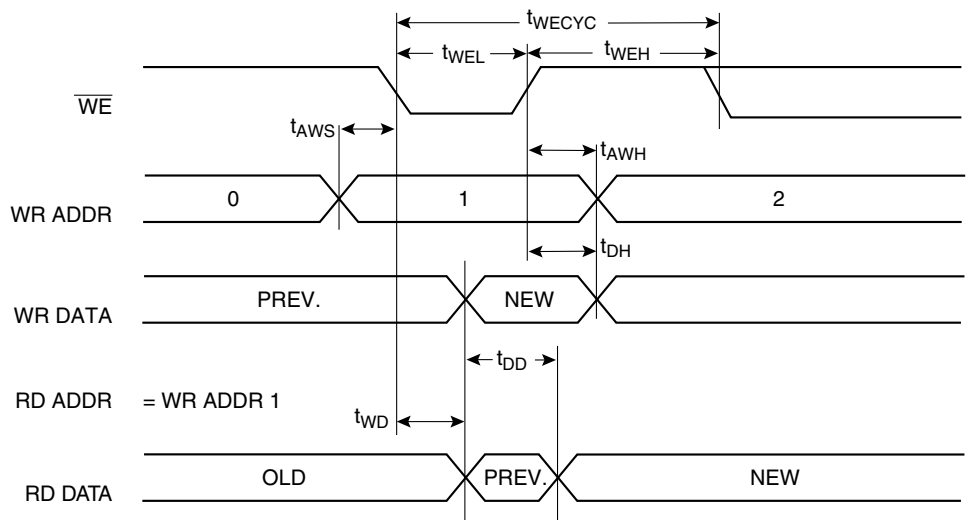 tWECYC
tWEL
tWEH
WE
tAWS
tAWH
WR ADDR
0
1
2
tDH
WR DATA
PREV.
NEW
tDD
RD ADDR = WR ADDR 1
tWD
RD DATA
OLD
PREV.
NEW